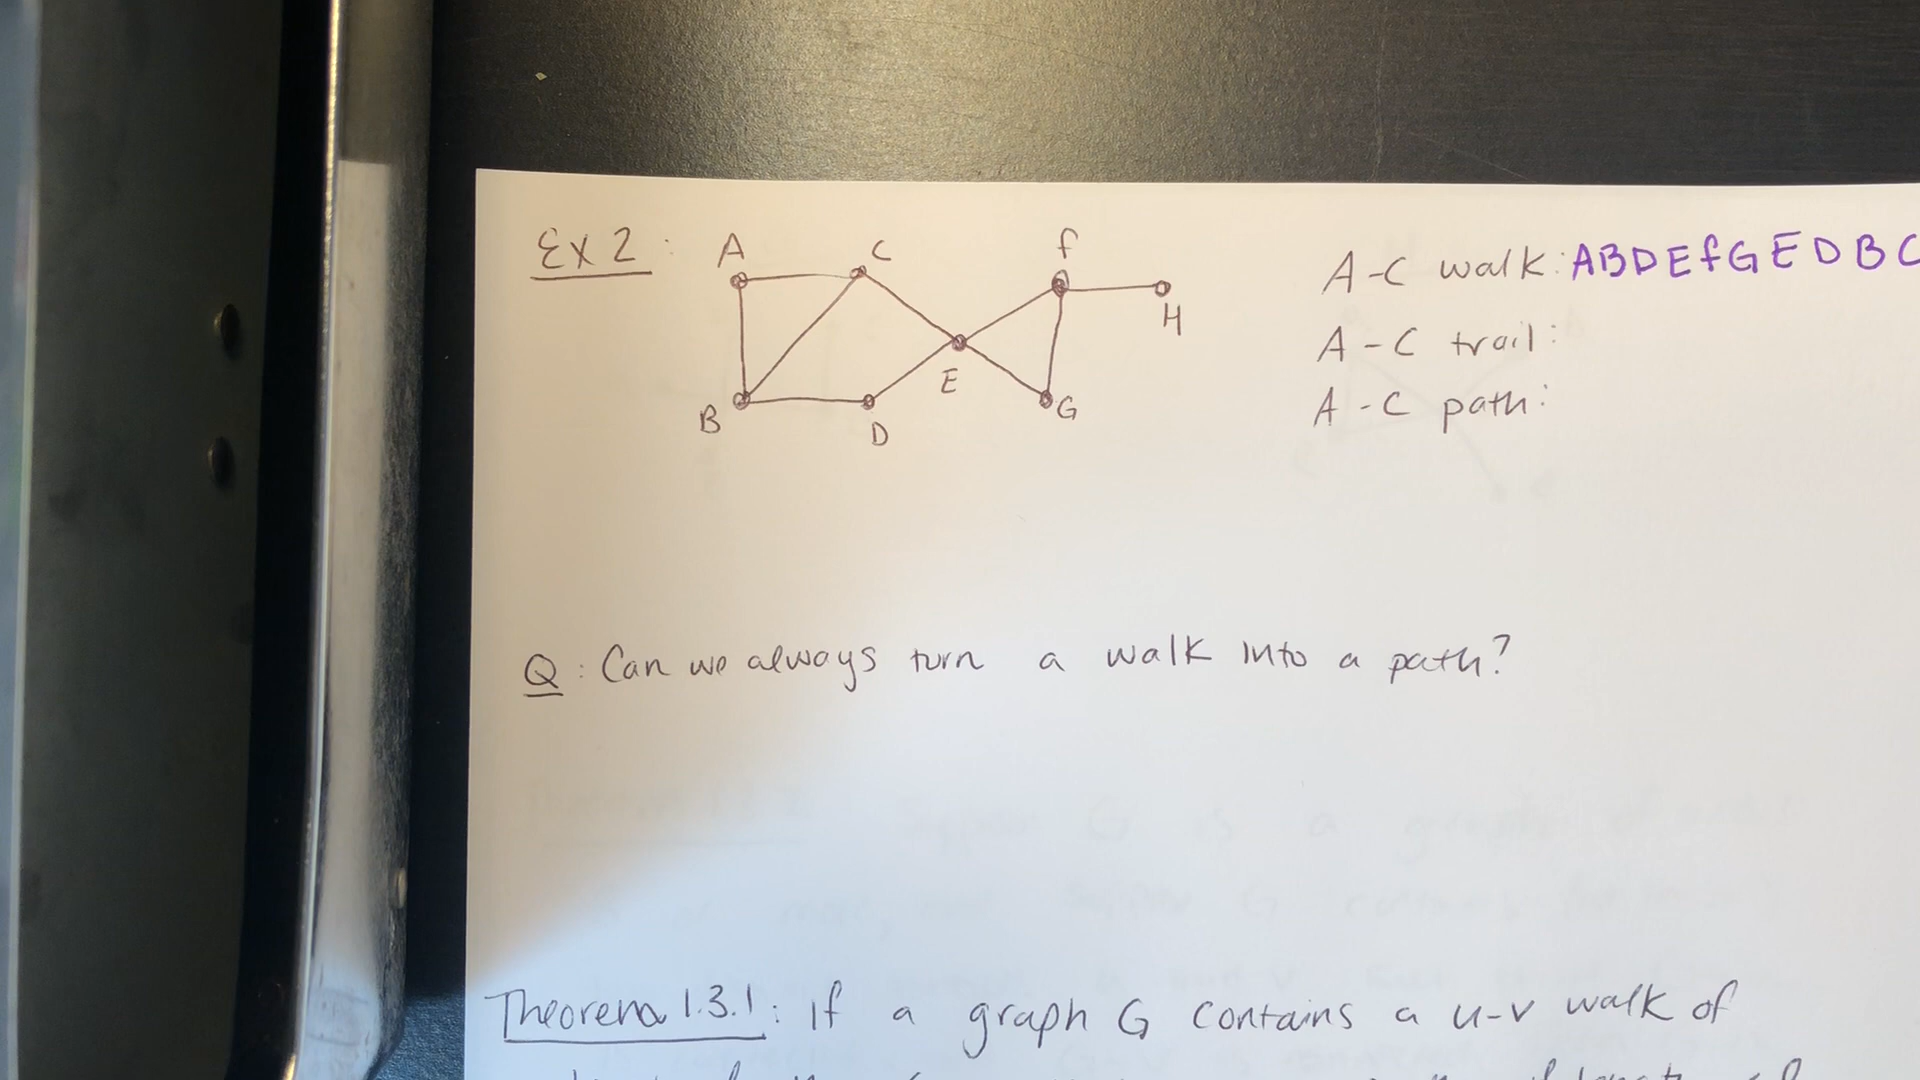 Ex 2:
A C f
H
B D E G
A-C walk: ABDEfGEDBC
A-C trail:
A-C path:
Q: Can we always turn a walk into a path?
Theorem 1.3.1: If a graph G contains a u-v walk of